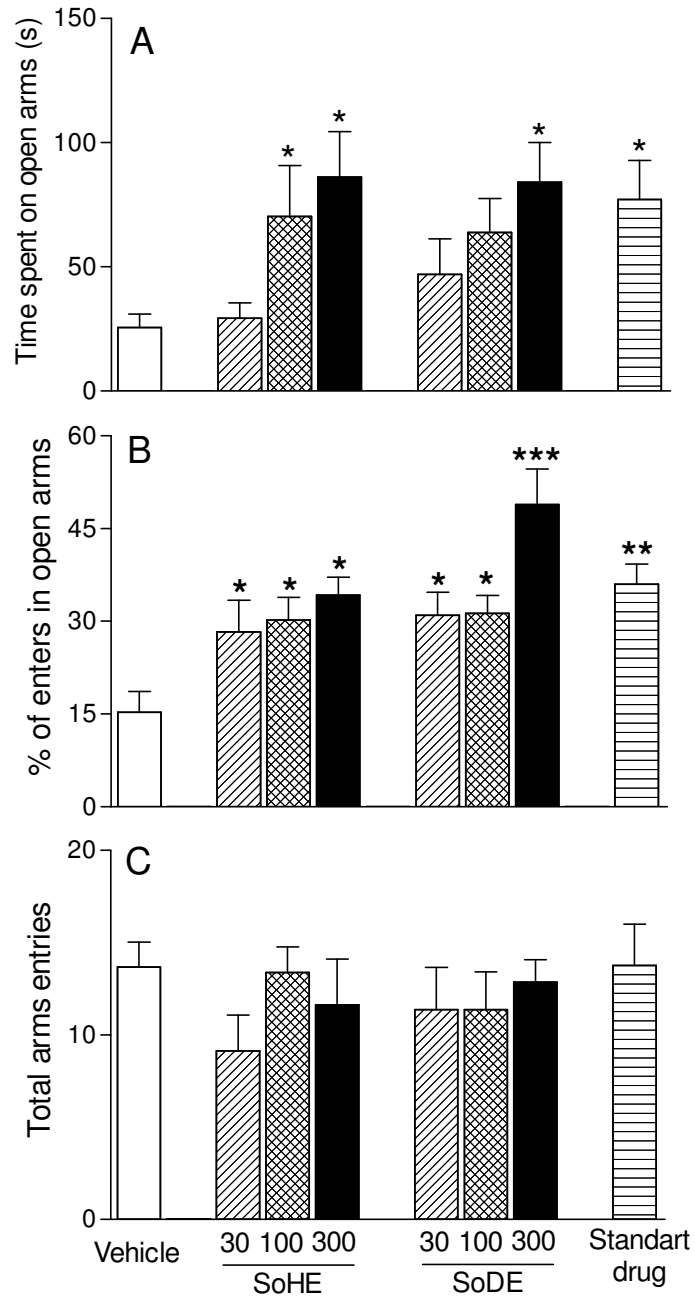 A
Time spent on open arms (s)
150
100
50
0
*
*
*
*
B
% of enters in open arms
60
45
30
15
0
*
*
*
*
*
***
**
C
Total arms entries
20
10
0
Vehicle
30 100 300
SoHE
30 100 300
SoDE
Standart
drug